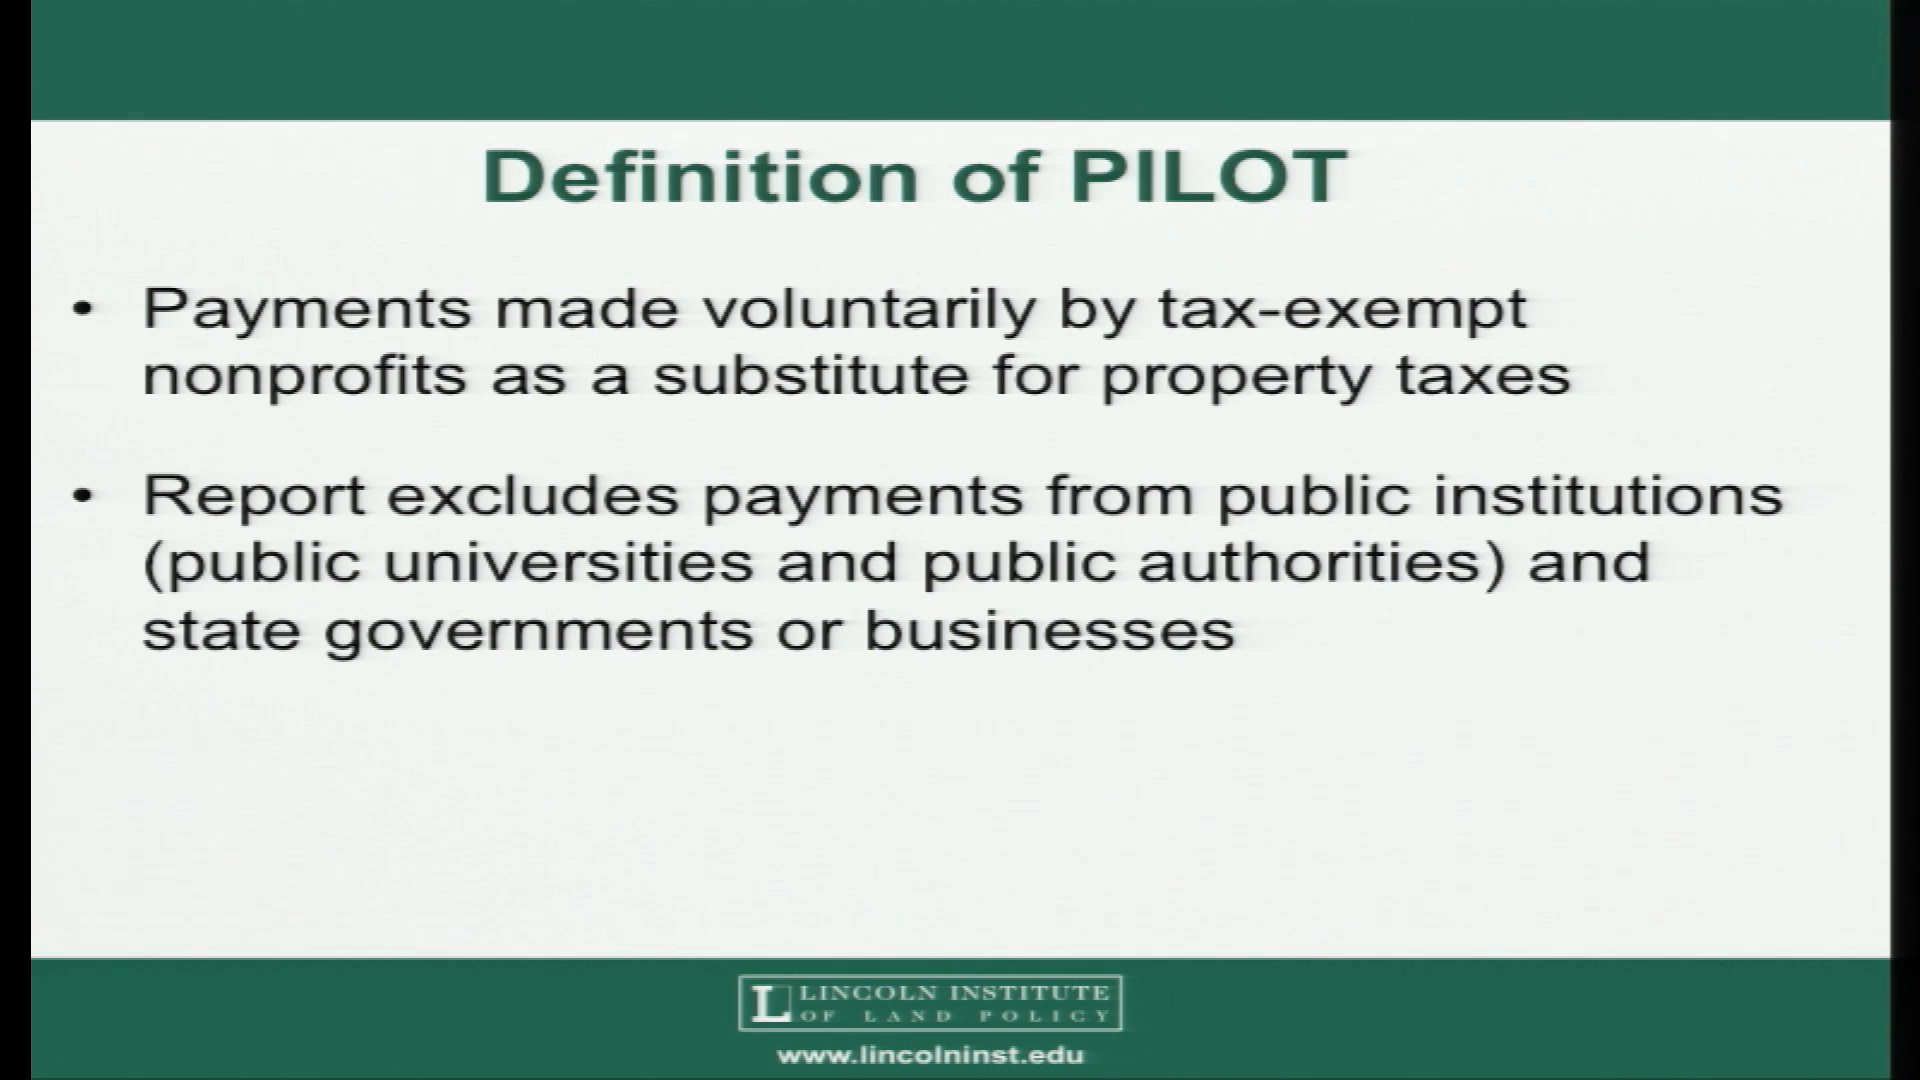 Definition of PILOT
• Payments made voluntarily by tax-exempt
nonprofits as a substitute for property taxes
• Report excludes payments from public institutions
(public universities and public authorities) and
state governments or businesses
L LINCOLN INSTITUTE
OF LAND POLICY
www.lincolninst.edu